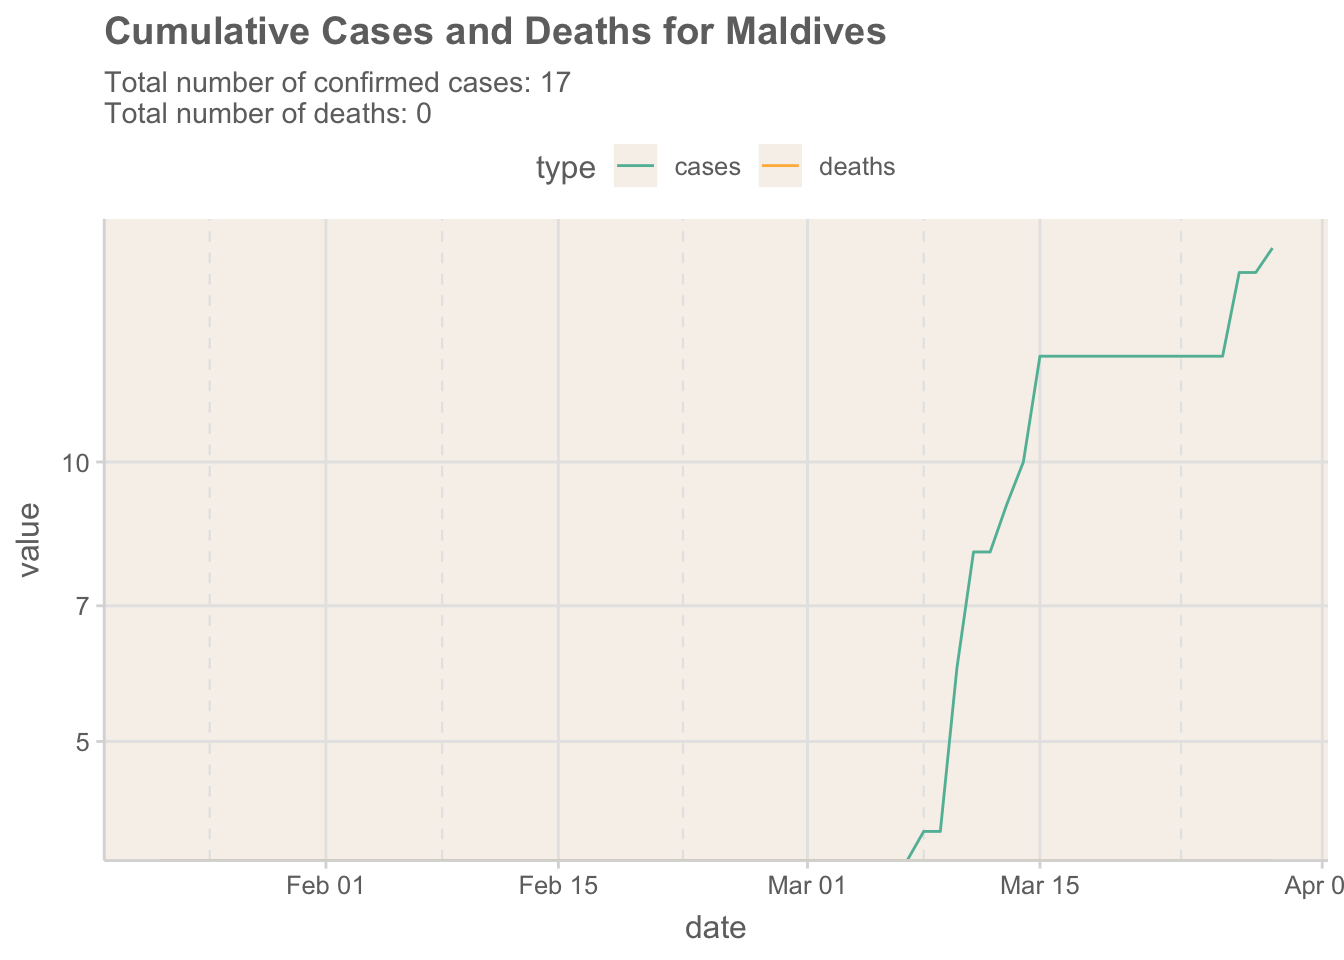 Cumulative Cases and Deaths for Maldives
Total number of confirmed cases: 17
Total number of deaths: 0
type cases deaths
10
7
5
value
Feb 01 Feb 15 Mar 01 Mar 15 Apr 0
date